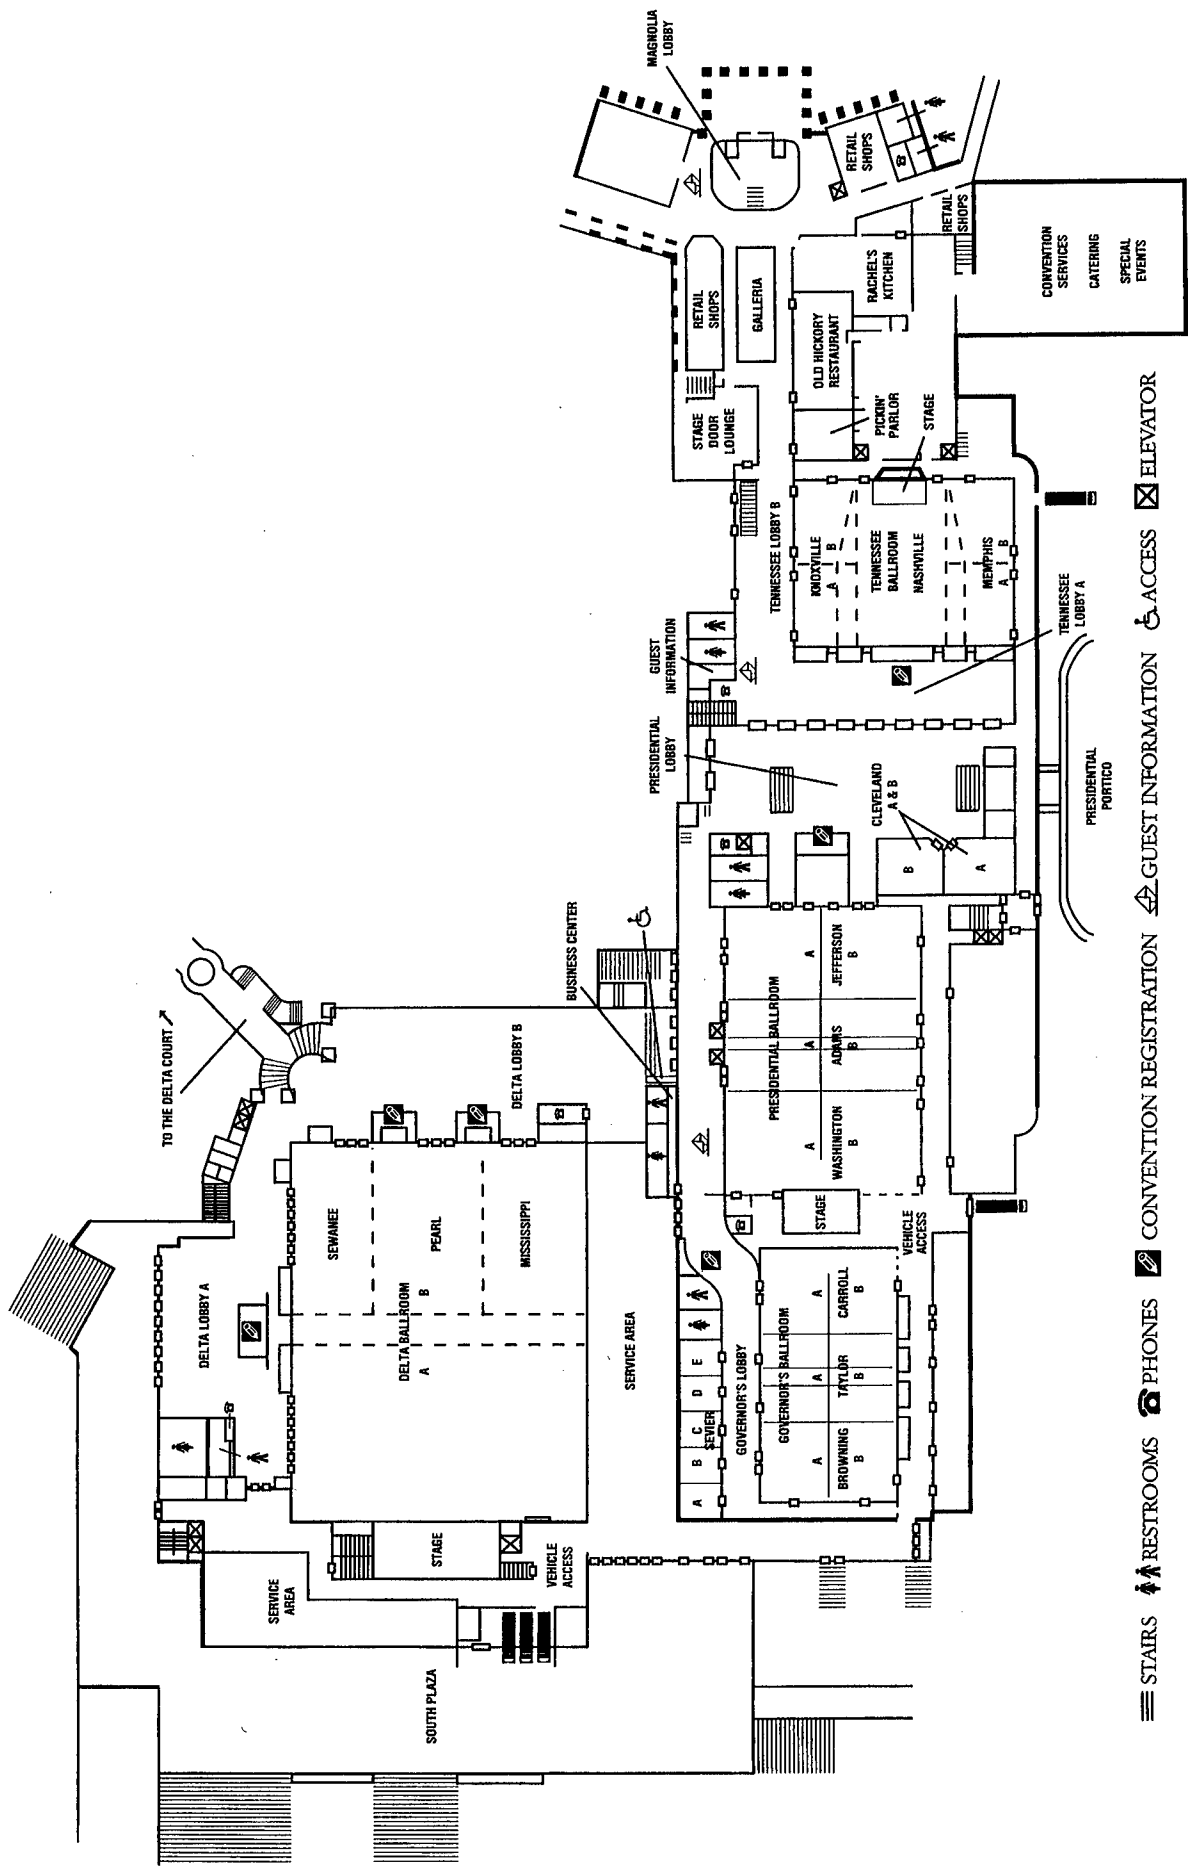 MAGNOLIA
LOBBY
RETAIL
SHOPS
RETAIL
SHOPS
CONVENTION
SERVICES
CATERING
SPECIAL
EVENTS
RETAIL
SHOPS
GALLERIA
RACHEL'S
KITCHEN
OLD HICKORY
RESTAURANT
STAGE
DOOR
LOUNGE
PICKIN'
PARLOR
STAGE
TENNESSEE LOBBY B
KNOXVILLE
A B
TENNESSEE
BALLROOM
NASHVILLE
MEMPHIS
A B
TENNESSEE
LOBBY A
GUEST
INFORMATION
PRESIDENTIAL
LOBBY
CLEVELAND
A & B
B
A
PRESIDENTIAL
PORTICO
BUSINESS CENTER
PRESIDENTIAL BALLROOM
A
JEFFERSON
B
A
ADAMS
B
A
WASHINGTON
B
STAGE
VEHICLE
ACCESS
TO THE DELTA COURT
DELTA LOBBY B
SEWANEE
PEARL
MISSISSIPPI
DELTA BALLROOM
A B
DELTA LOBBY A
SERVICE AREA
SEVIER
A B C D E
GOVERNOR'S LOBBY
GOVERNOR'S BALLROOM
A
CARROLL
B
A
TAYLOR
B
A
BROWNING
B
STAGE
VEHICLE
ACCESS
SERVICE
AREA
SOUTH PLAZA
STAIRS RESTROOMS PHONES CONVENTION REGISTRATION GUEST INFORMATION ACCESS ELEVATOR